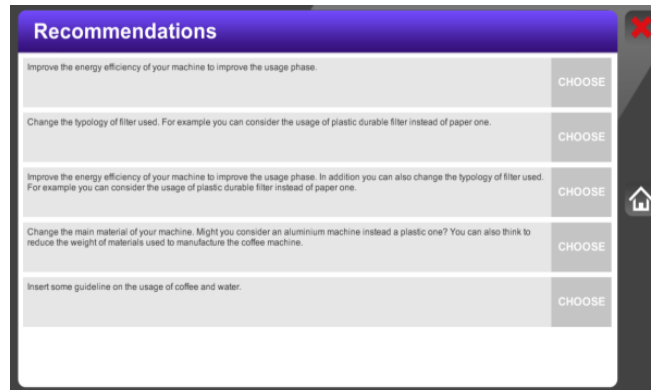 Recommendations
Improve the energy efficiency of your machine to improve the usage phase.
CHOOSE
Change the typology of filter used. For example you can consider the usage of plastic durable filter instead of paper one.
CHOOSE
Improve the energy efficiency of your machine to improve the usage phase. In addition you can also change the typology of filter used.
For example you can consider the usage of plastic durable filter instead of paper one.
CHOOSE
Change the main material of your machine. Might you consider an aluminium machine instead a plastic one? You can also think to
reduce the weight of materials used to manufacture the coffee machine.
CHOOSE
Insert some guideline on the usage of coffee and water.
CHOOSE